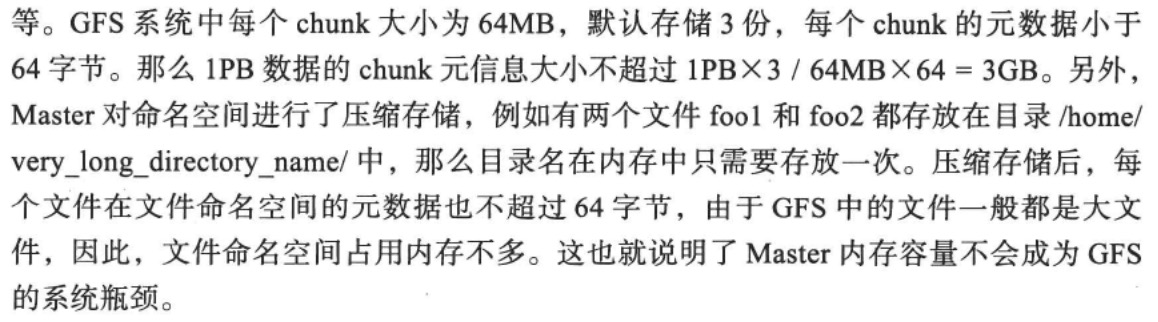 等。GFS 系统中每个 chunk 大小为 64MB，默认存储 3 份，每个 chunk 的元数据小于
64 字节。那么 1PB 数据的 chunk 元信息大小不超过 1PB×3 / 64MB×64 = 3GB。另外，
Master 对命名空间进行了压缩存储，例如有两个文件 foo1 和 foo2 都存放在目录 /home/
very_long_directory_name/ 中，那么目录名在内存中只需要存放一次。压缩存储后，每
个文件在文件命名空间的元数据也不超过 64 字节，由于 GFS 中的文件一般都是大文
件，因此，文件命名空间占用内存不多。这也就说明了 Master 内存容量不会成为 GFS
的系统瓶颈。